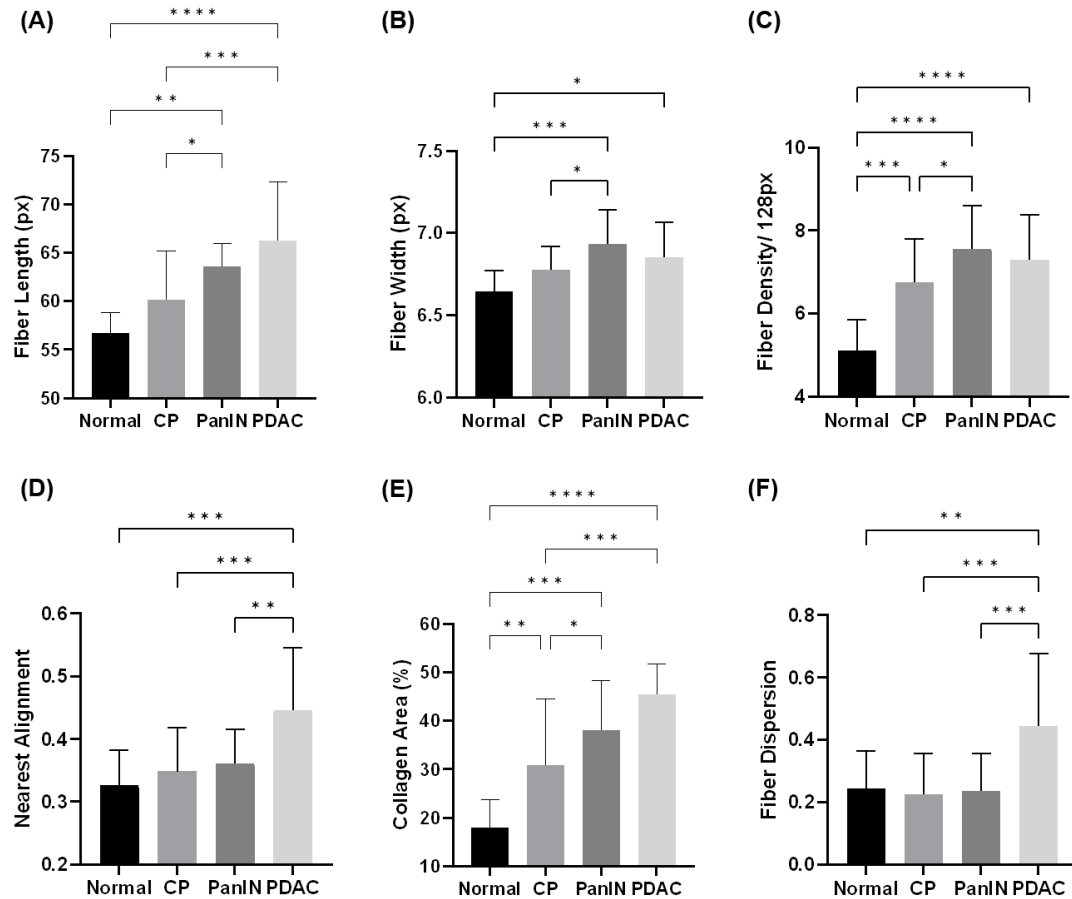 (A)
****
***
**
*
Fiber Length (px)
75
70
65
60
55
50
Normal CP PanIN PDAC
(B)
*
***
*
Fiber Width (px)
7.5
7.0
6.5
6.0
Normal CP PanIN PDAC
(C)
****
****
*** *
Fiber Density/ 128px
10
8
6
4
Normal CP PanIN PDAC
(D)
***
***
**
Nearest Alignment
0.6
0.5
0.4
0.3
0.2
Normal CP PanIN PDAC
(E)
****
***
***
** *
Collagen Area (%)
60
50
40
30
20
10
Normal CP PanIN PDAC
(F)
**
***
***
Fiber Dispersion
0.8
0.6
0.4
0.2
0.0
Normal CP PanIN PDAC